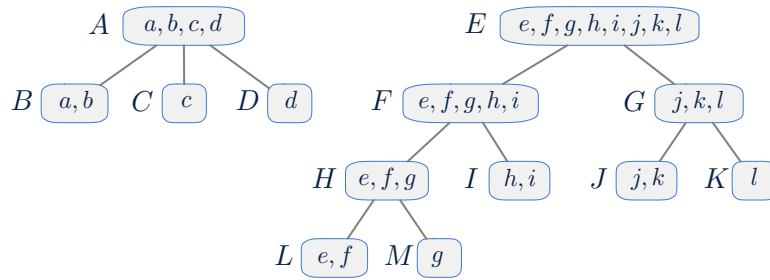 A a, b, c, d E e, f, g, h, i, j, k, l
B a, b C c D d F e, f, g, h, i G j, k, l
H e, f, g I h, i J j, k K l
L e, f M g